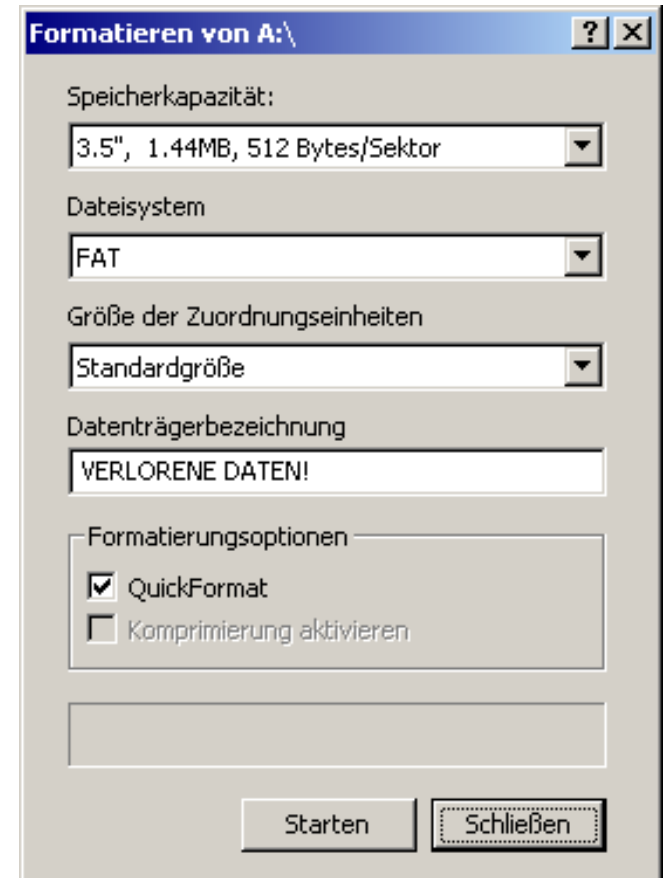 Formatieren von A:\
Speicherkapazität:
3.5", 1.44MB, 512 Bytes/Sektor
Dateisystem
FAT
Größe der Zuordnungseinheiten
Standardgröße
Datenträgerbezeichnung
VERLORENE DATEN!
Formatierungsoptionen
QuickFormat
Komprimierung aktivieren
Starten Schließen